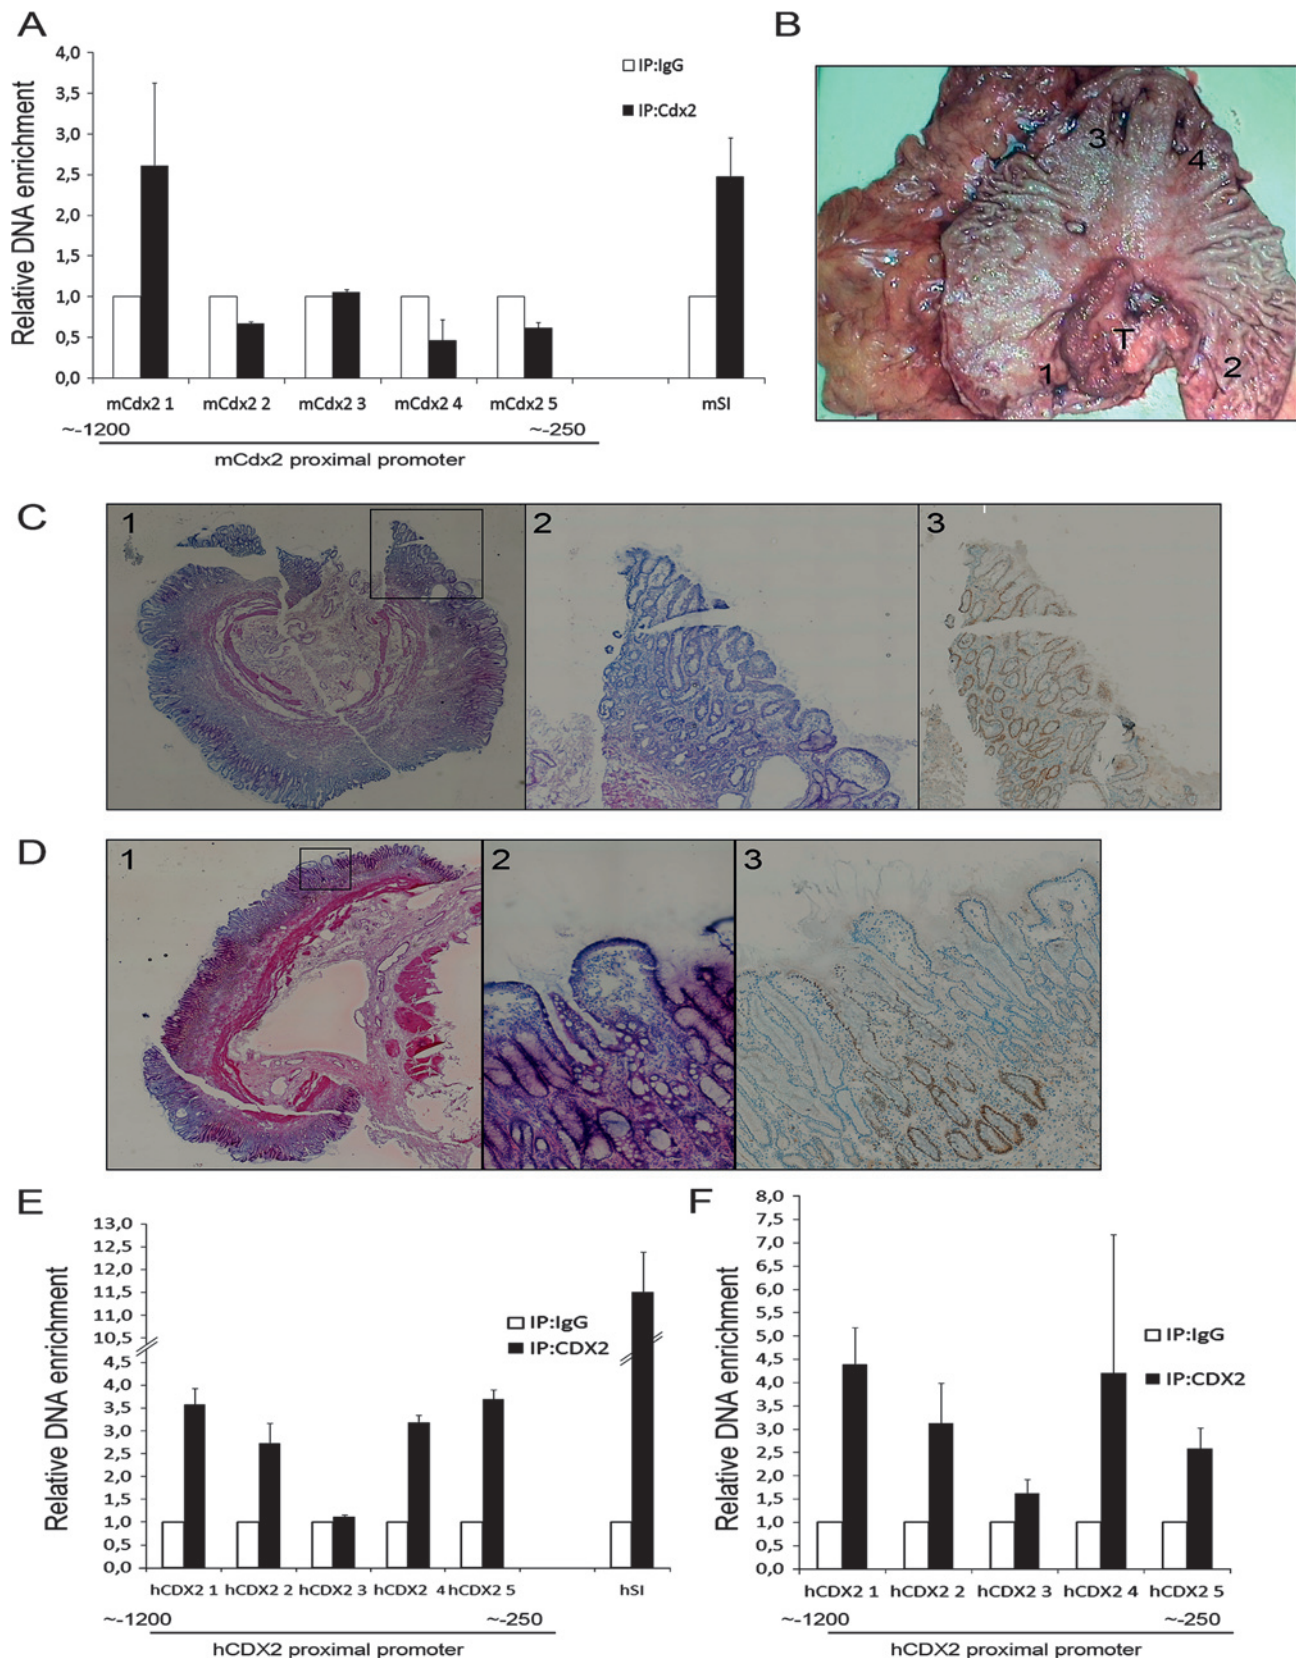 A
Relative DNA enrichment
4,0
3,5
3,0
2,5
2,0
1,5
1,0
0,5
0,0
IP:IgG
IP:Cdx2
mCdx2 1 mCdx2 2 mCdx2 3 mCdx2 4 mCdx2 5 mSI
~-1200 ~-250
mCdx2 proximal promoter
B
3
4
T
1
2
C
1 2 3
D
1 2 3
E
Relative DNA enrichment
13,0
12,5
12,0
11,5
11,0
10,5
4,5
4,0
3,5
3,0
2,5
2,0
1,5
1,0
0,5
0,0
IP:IgG
IP:CDX2
hCDX2 1 hCDX2 2 hCDX2 3 hCDX2 4 hCDX2 5 hSI
~-1200 ~-250
hCDX2 proximal promoter
F
Relative DNA enrichment
8,0
7,5
7,0
6,5
6,0
5,5
5,0
4,5
4,0
3,5
3,0
2,5
2,0
1,5
1,0
0,5
0,0
IP:IgG
IP:CDX2
hCDX2 1 hCDX2 2 hCDX2 3 hCDX2 4 hCDX2 5
~-1200 ~-250
hCDX2 proximal promoter